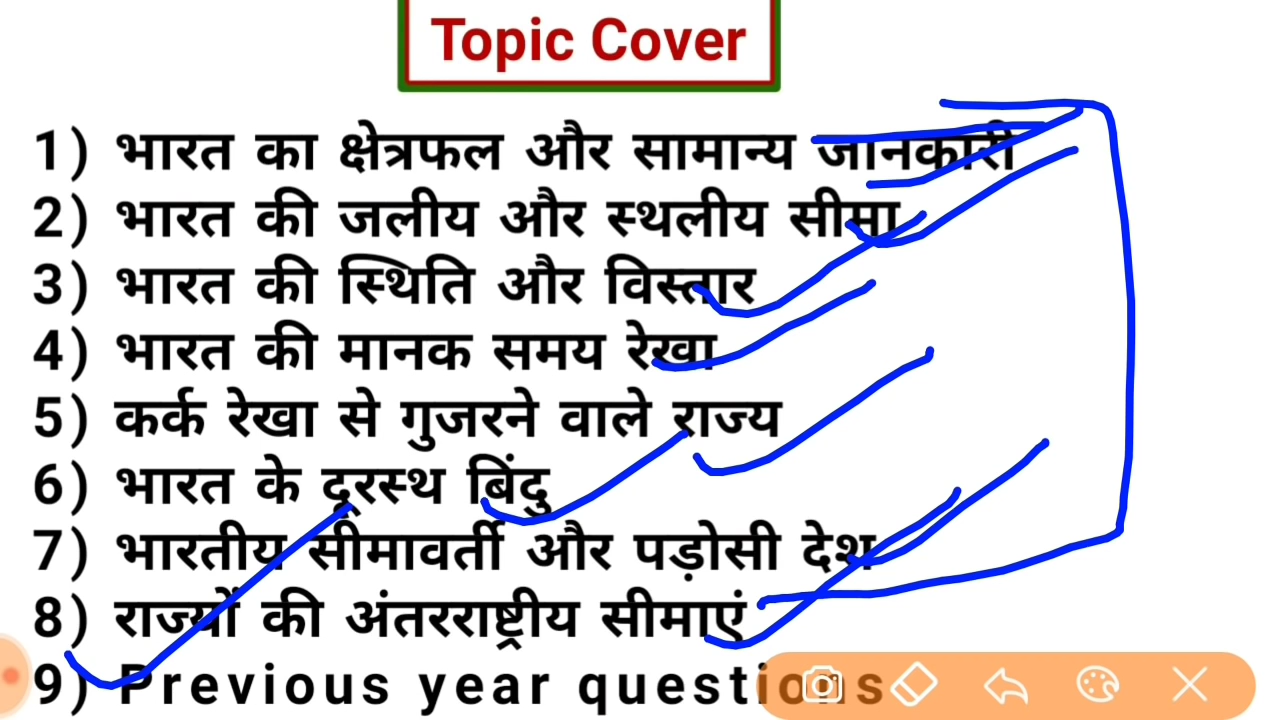 Topic Cover
1) भारत का क्षेत्रफल और सामान्य जानकारी
2) भारत की जलीय और स्थलीय सीमा
3) भारत की स्थिति और विस्तार
4) भारत की मानक समय रेखा
5) कर्क रेखा से गुजरने वाले राज्य
6) भारत के दूरस्थ बिंदु
7) भारतीय सीमावर्ती और पड़ोसी देश
8) राज्यों की अंतरराष्ट्रीय सीमाएं
9) Previous year questions